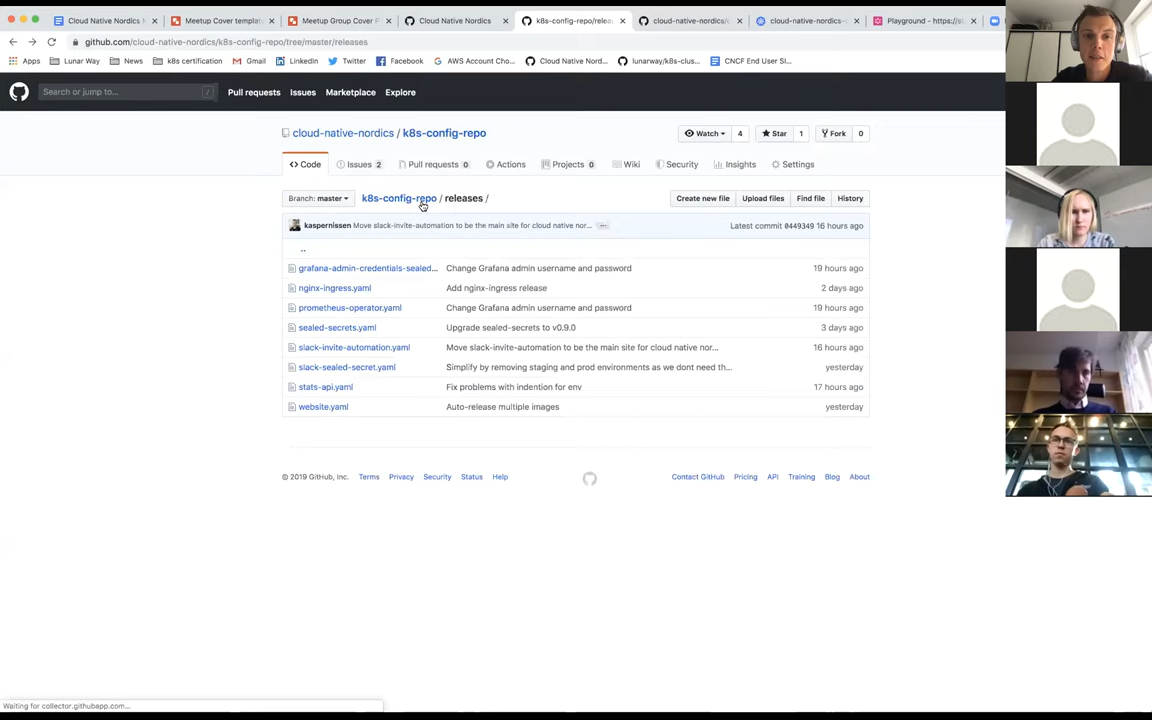 Cloud Native Nordics M
Meetup Cover templat
Meetup Group Cover P
Cloud Native Nordics
k8s-config-repo/relea
cloud-native-nordics/
cloud-native-nordics-
Playground - https://st
github.com/cloud-native-nordics/k8s-config-repo/tree/master/releases
Apps
Lunar Way
News
k8s certification
Gmail
LinkedIn
Twitter
Facebook
AWS Account Cho...
Cloud Native Nord...
lunarway/k8s-clus...
CNCF End User SI...
Search or jump to...
/
Pull requests
Issues
Marketplace
Explore
cloud-native-nordics / k8s-config-repo
Watch
4
Star
1
Fork
0
Code
Issues 2
Pull requests 0
Actions
Projects 0
Wiki
Security
Insights
Settings
Branch: master
k8s-config-repo / releases /
Create new file
Upload files
Find file
History
kaspernissen Move slack-invite-automation to be the main site for cloud native nor... ...
Latest commit 0449349 16 hours ago
..
grafana-admin-credentials-sealed... Change Grafana admin username and password 19 hours ago
nginx-ingress.yaml Add nginx-ingress release 2 days ago
prometheus-operator.yaml Change Grafana admin username and password 19 hours ago
sealed-secrets.yaml Upgrade sealed-secrets to v0.9.0 3 days ago
slack-invite-automation.yaml Move slack-invite-automation to be the main site for cloud native nor... 16 hours ago
slack-sealed-secret.yaml Simplify by removing staging and prod environments as we dont need th... yesterday
stats-api.yaml Fix problems with indention for env 17 hours ago
website.yaml Auto-release multiple images yesterday
© 2019 GitHub, Inc.
Terms
Privacy
Security
Status
Help
Contact GitHub
Pricing
API
Training
Blog
About
Waiting for collector.githubapp.com...